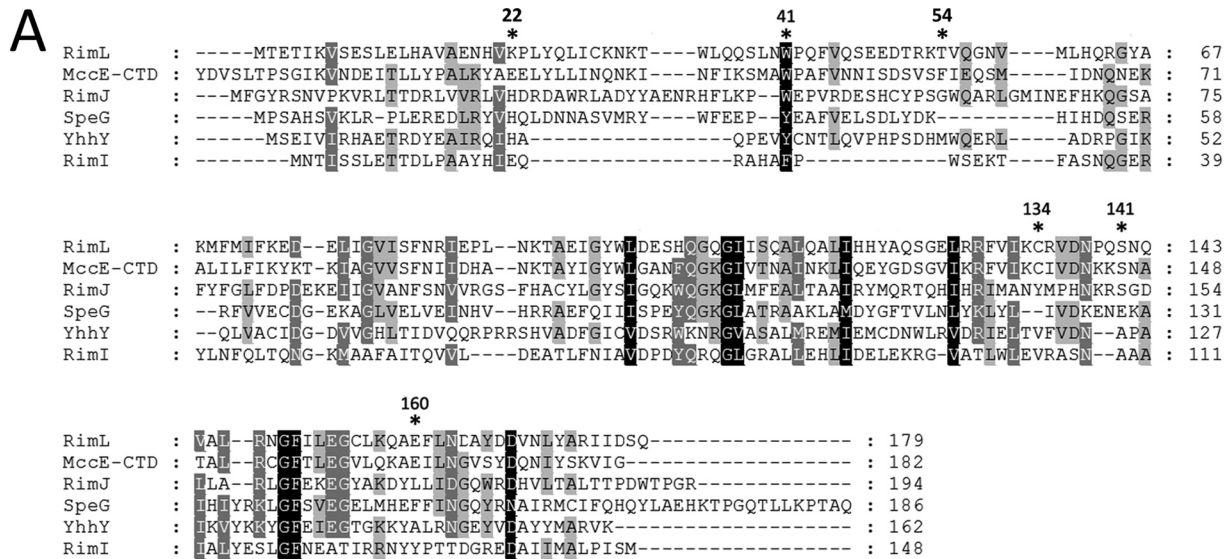 A
22 41 54
* * *
RimL : -----MTETIKVSESLELHAVAENHVKPLYQLICKNKT----WLQQSLNWPQFVQSEEDTRKTVQGNV-----MLHQRGYA : 67
MccE-CTD : YDVSLTPSGIKVNDEITLLYPALKYAEELYLLINQNKI----NFIKSMAWPAFVNNISDSVSFIEQSM-----IDNQNEK : 71
RimJ : ---MFGYRSNVPKVRLTTDRLVVRLVHDRDAWRLADYYAENRHFLKP--WEPVRDESHCYPSGWQARLGMINEFHKQGSA : 75
SpeG : -----MPSAHSVKLR-PLEREDLRYVHQLDNNASVMRY---WFEEP--YEAFVELSDLYDK--------HIHDQSER : 58
YhhY : -----MSEIVIRHAETRDYEAIRQIHA--------------QPEVYCNTLQVPHPSDHMWQERL----ADRPGIK : 52
RimI : ------MNTISSLETTDLPAAYHIEQ--------------RAHAFP----------WSEKT----FASNQGER : 39
134 141
* *
RimL : KMFMIFKED--ELIGVISFNRIEPL--NKTAEIGYWLDESHQGQGIISQALQALIHHYAQSGELRRFVIKCRVDNPQSNQ : 143
MccE-CTD : ALILFIKYKT-KIAGVVSFNIIDHA--NKTAYIGYWLGANFQGKGIVTNAINKLIQEYGDSGVIKRFVIKCIVDNKKSNA : 148
RimJ : FYFGLFDPDEKEIIGVANFSNVVRGS-FHACYLGYSIGQKWQGKGLMFEALTAAIRYMQRTQHIHRIMANYMPHNKRSGD : 154
SpeG : --RFVVECDG-EKAGLVELVEINHV--HRRAEFQIIISPEYQGKGLATRAAKLAMDYGFTVLNLYKLYL--IVDKENEKA : 131
YhhY : --QLVACIDG-DVVGHLTIDVQQRPRRSHVADFGICVDSRWKNRGVASALMREMIEMCDNWLRVDRIELTVFVDN--APA : 127
RimI : YLNFQLTQNG-KMAAFAITQVVL----DEATLFNIAVDPDYQRQGLGRALLEHLIDELEKRG-VATLWLEVRASN--AAA : 111
160
*
RimL : VAL--RNGFILEGCLKQAEFLNDAYDDVNLYARIIDSQ----------------- : 179
MccE-CTD : TAL--RCGFTLEGVLQKAEILNGVSYDQNIYSKVIG------------------- : 182
RimJ : LLA--RLGFEKEGYAKDYLLIDGQWRDHVLTALTTPDWTPGR------------- : 194
SpeG : IHIYRKLGFSVEGELMHEFFINGQYRNAIRMCIFQHQYLAEHKTPGQTLLKPTAQ : 186
YhhY : IKVYKKYGFEIEGTGKKYALRNGEYVDAYYMARVK-------------------- : 162
RimI : IALYESLGFNEATIRRNYYPTTDGREDAIIMALPISM------------------ : 148